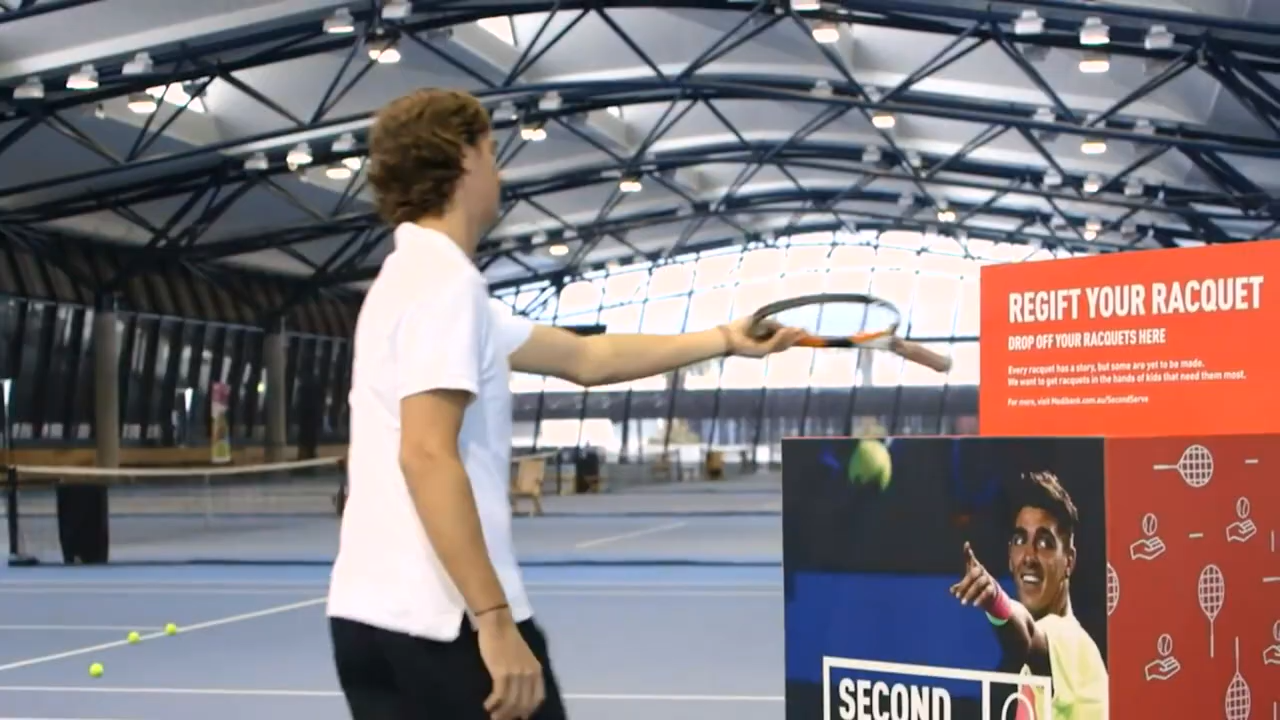 REGIFT YOUR RACQUET
DROP OFF YOUR RACQUETS HERE
Every racquet has a story, but some are yet to be made.
We want to get racquets in the hands of kids that need them most.
For more, visit Medibank.com.au/SecondServe
SECOND